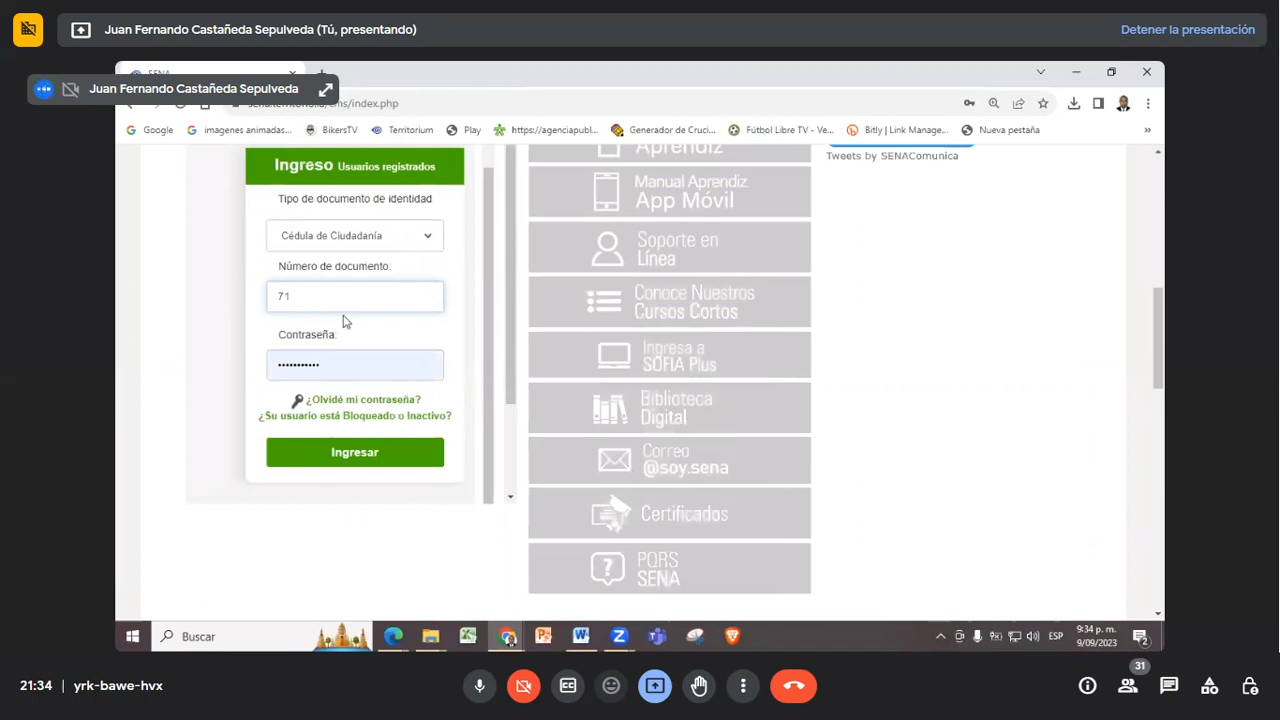 Juan Fernando Castañeda Sepulveda (Tú, presentando)
Detener la presentación
Juan Fernando Castañeda Sepulveda
/index.php
Google
imagenes animadas...
BikersTV
Territorium
Play
https://agenciapubl...
Generador de Cruci...
Fútbol Libre TV - Ve...
Bitly | Link Manage...
Nueva pestaña
»
Ingreso Usuarios registrados
Tipo de documento de identidad
Cédula de Ciudadanía
Número de documento:
71
Contraseña:
•••••••••••
¿Olvidé mi contraseña?
¿Su usuario está Bloqueado o Inactivo?
Ingresar
Aprendiz
Manual Aprendiz
App Móvil
Soporte en
Línea
Conoce Nuestros
Cursos Cortos
Ingresa a
SOFIA Plus
Biblioteca
Digital
Correo
@soy.sena
Certificados
PQRS
SENA
Tweets by SENAComunica
Buscar
ESP
9:34 p. m.
9/09/2023
2
21:34 | yrk-bawe-hvx
31